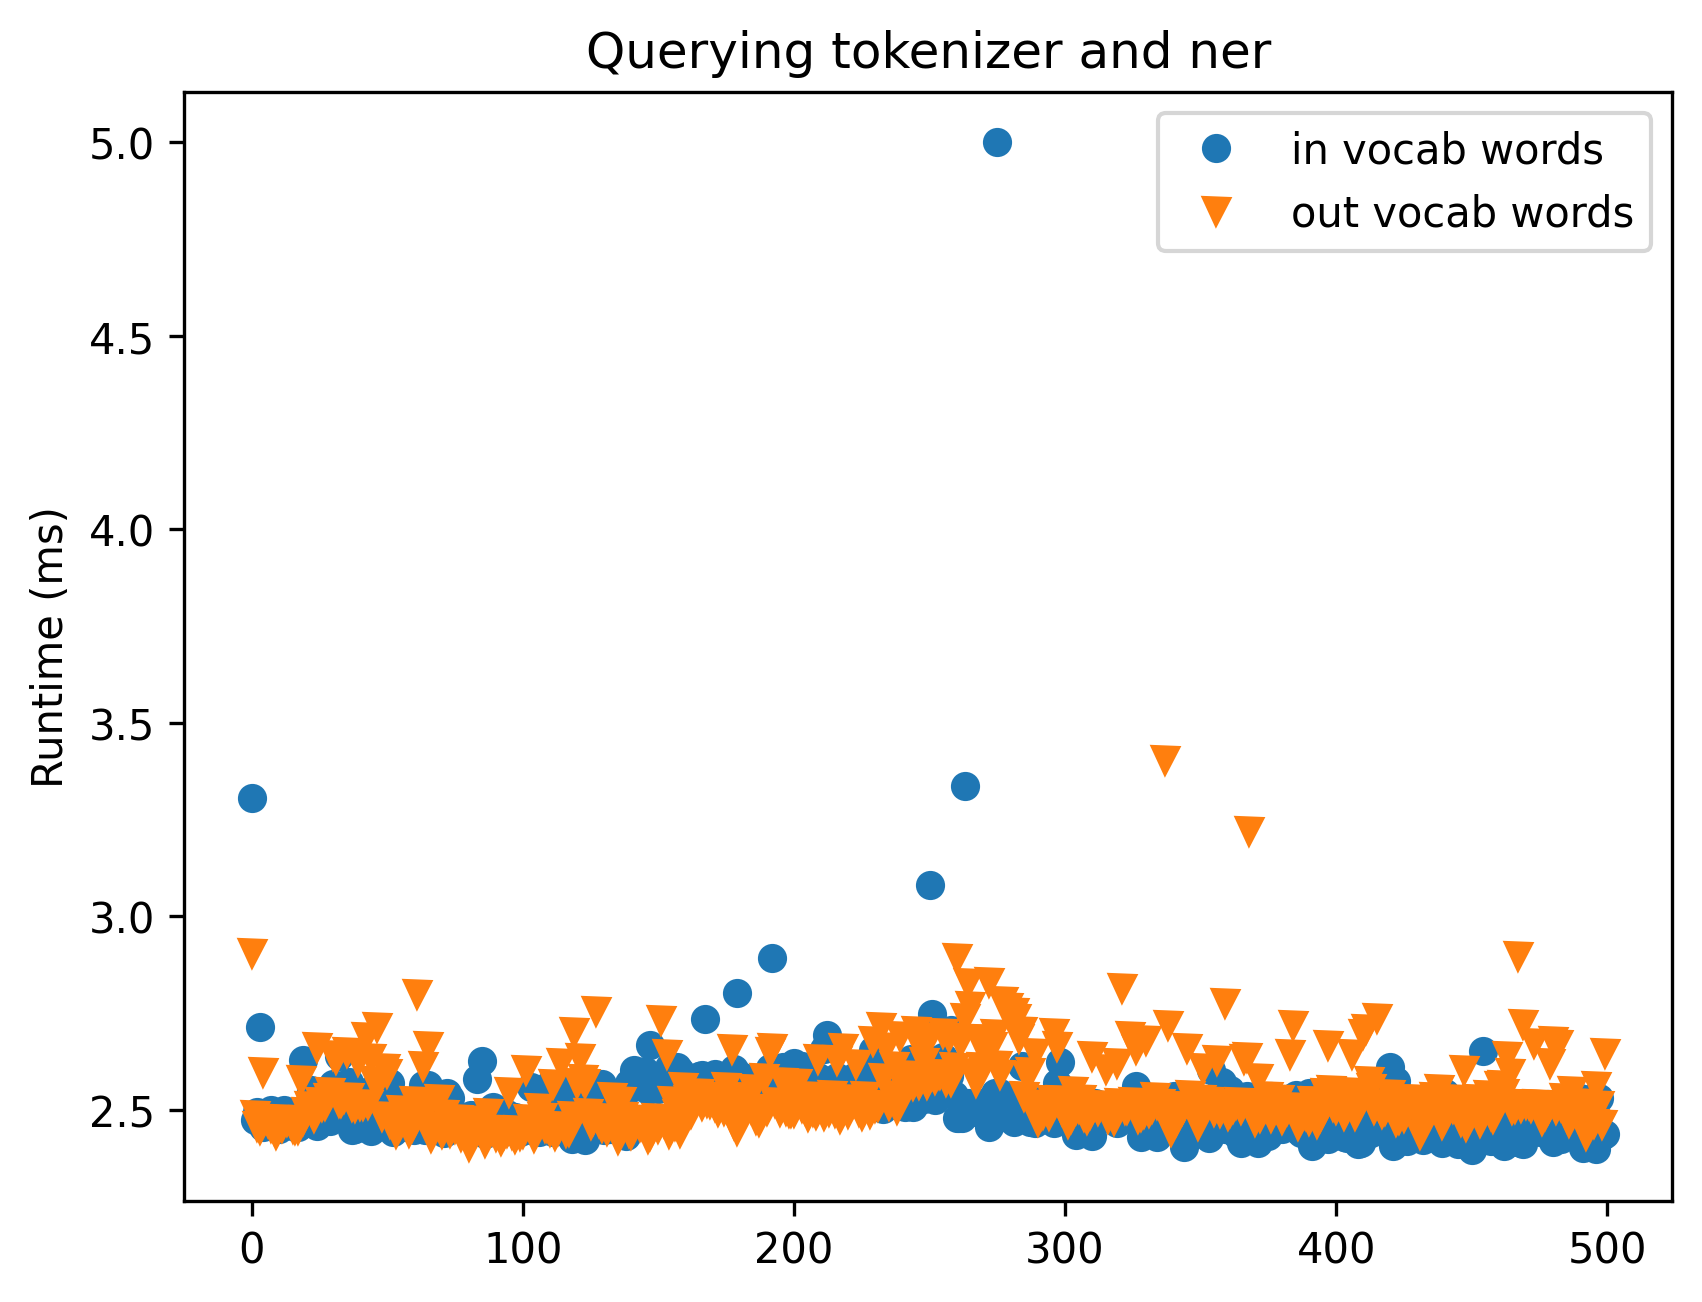 Querying tokenizer and ner
in vocab words
out vocab words
Runtime (ms)
5.0
4.5
4.0
3.5
3.0
2.5
0 100 200 300 400 500